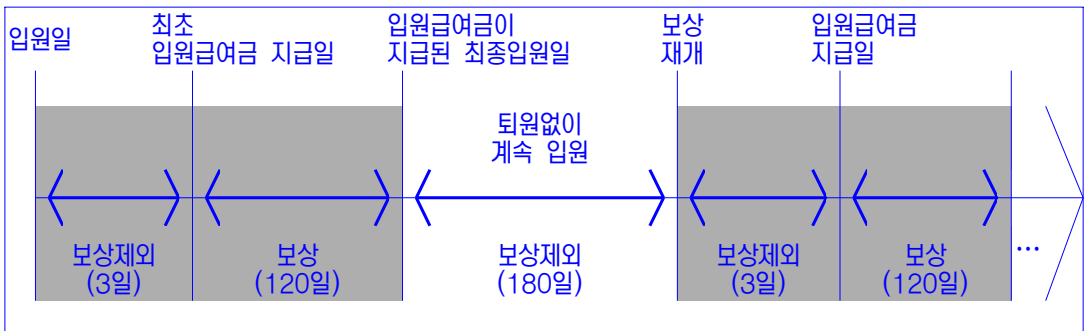 입원일
최초
입원급여금 지급일
입원급여금이
지급된 최종입원일
보상
재개
입원급여금
지급일
퇴원없이
계속 입원
보상제외
(3일)
보상
(120일)
보상제외
(180일)
보상제외
(3일)
보상
(120일)
...